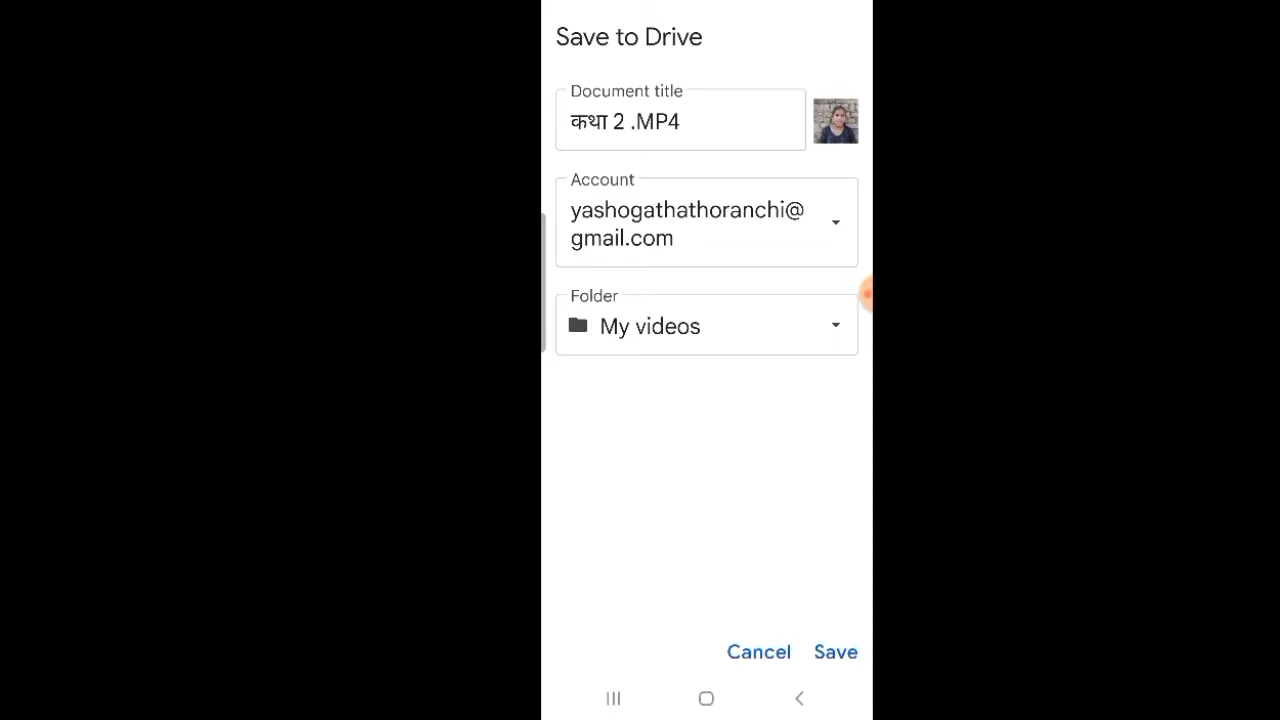 Save to Drive
Document title
कथा 2 .MP4
Account
yashogathathoranchi@
gmail.com
Folder
My videos
Cancel Save